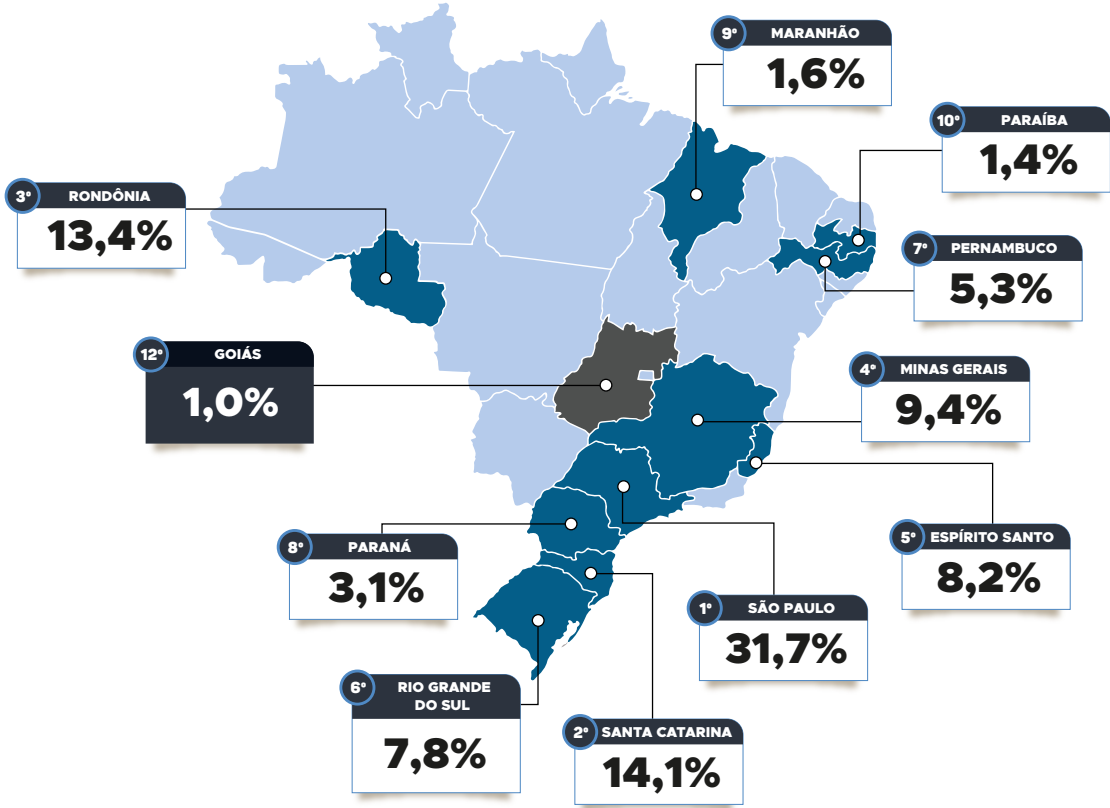 9º MARANHÃO
1,6%
10º PARAÍBA
1,4%
3º RONDÔNIA
13,4%
7º PERNAMBUCO
5,3%
12º GOIÁS
1,0%
4º MINAS GERAIS
9,4%
5º ESPÍRITO SANTO
8,2%
8º PARANÁ
3,1%
1º SÃO PAULO
31,7%
6º RIO GRANDE
DO SUL
7,8%
2º SANTA CATARINA
14,1%